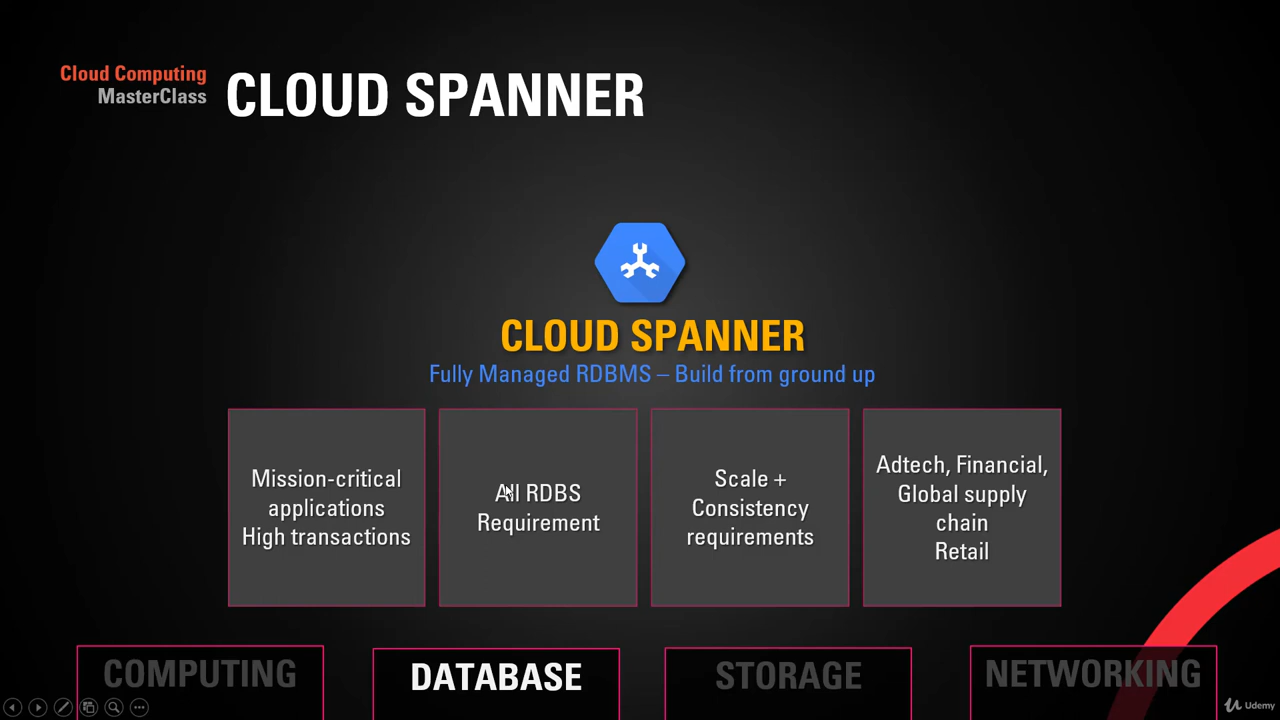 Cloud Computing
MasterClass
CLOUD SPANNER
CLOUD SPANNER
Fully Managed RDBMS – Build from ground up
Mission-critical
applications
High transactions
All RDBS
Requirement
Scale +
Consistency
requirements
Adtech, Financial,
Global supply
chain
Retail
COMPUTING
DATABASE
STORAGE
NETWORKING
Udemy